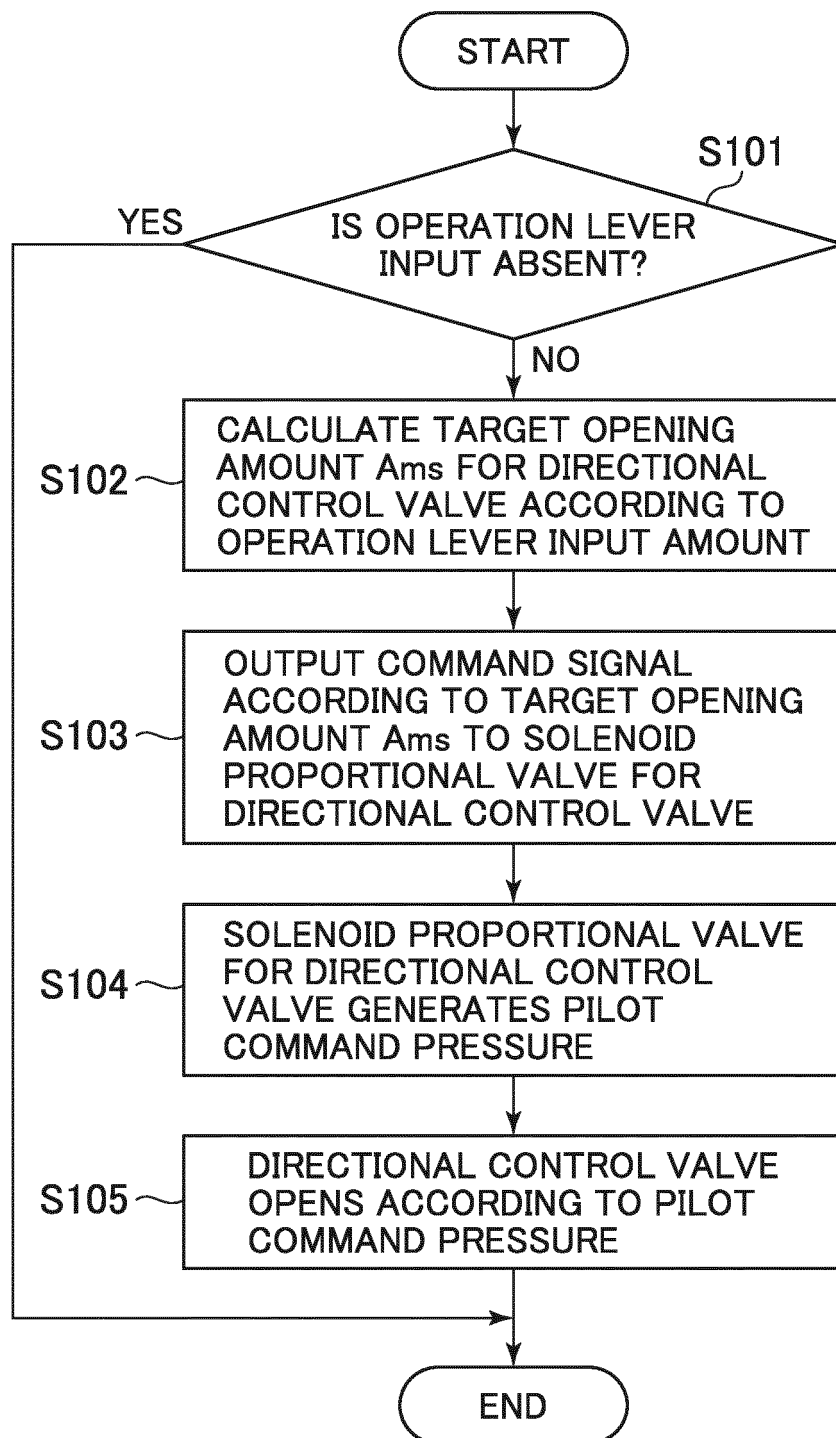 START
S101
YES
IS OPERATION LEVER
INPUT ABSENT?
NO
S102
CALCULATE TARGET OPENING
AMOUNT Ams FOR DIRECTIONAL
CONTROL VALVE ACCORDING TO
OPERATION LEVER INPUT AMOUNT
S103
OUTPUT COMMAND SIGNAL
ACCORDING TO TARGET OPENING
AMOUNT Ams TO SOLENOID
PROPORTIONAL VALVE FOR
DIRECTIONAL CONTROL VALVE
S104
SOLENOID PROPORTIONAL VALVE
FOR DIRECTIONAL CONTROL
VALVE GENERATES PILOT
COMMAND PRESSURE
S105
DIRECTIONAL CONTROL VALVE
OPENS ACCORDING TO PILOT
COMMAND PRESSURE
END